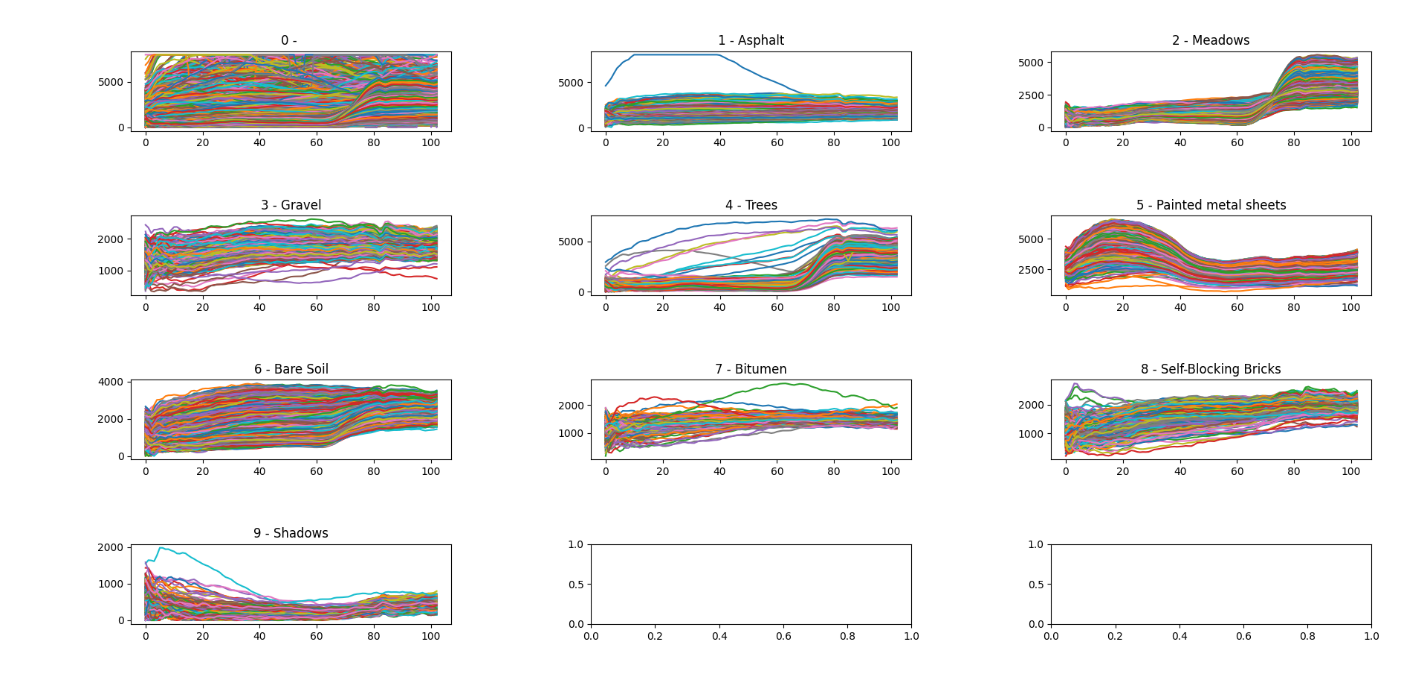 0 -
5000
0
0 20 40 60 80 100
1 - Asphalt
5000
0
0 20 40 60 80 100
2 - Meadows
5000
2500
0
0 20 40 60 80 100
3 - Gravel
2000
1000
0 20 40 60 80 100
4 - Trees
5000
0
0 20 40 60 80 100
5 - Painted metal sheets
5000
2500
0 20 40 60 80 100
6 - Bare Soil
4000
2000
0
0 20 40 60 80 100
7 - Bitumen
2000
1000
0 20 40 60 80 100
8 - Self-Blocking Bricks
2000
1000
0 20 40 60 80 100
9 - Shadows
2000
1000
0
0 20 40 60 80 100
1.0
0.5
0.0
0.0 0.2 0.4 0.6 0.8 1.0
1.0
0.5
0.0
0.0 0.2 0.4 0.6 0.8 1.0